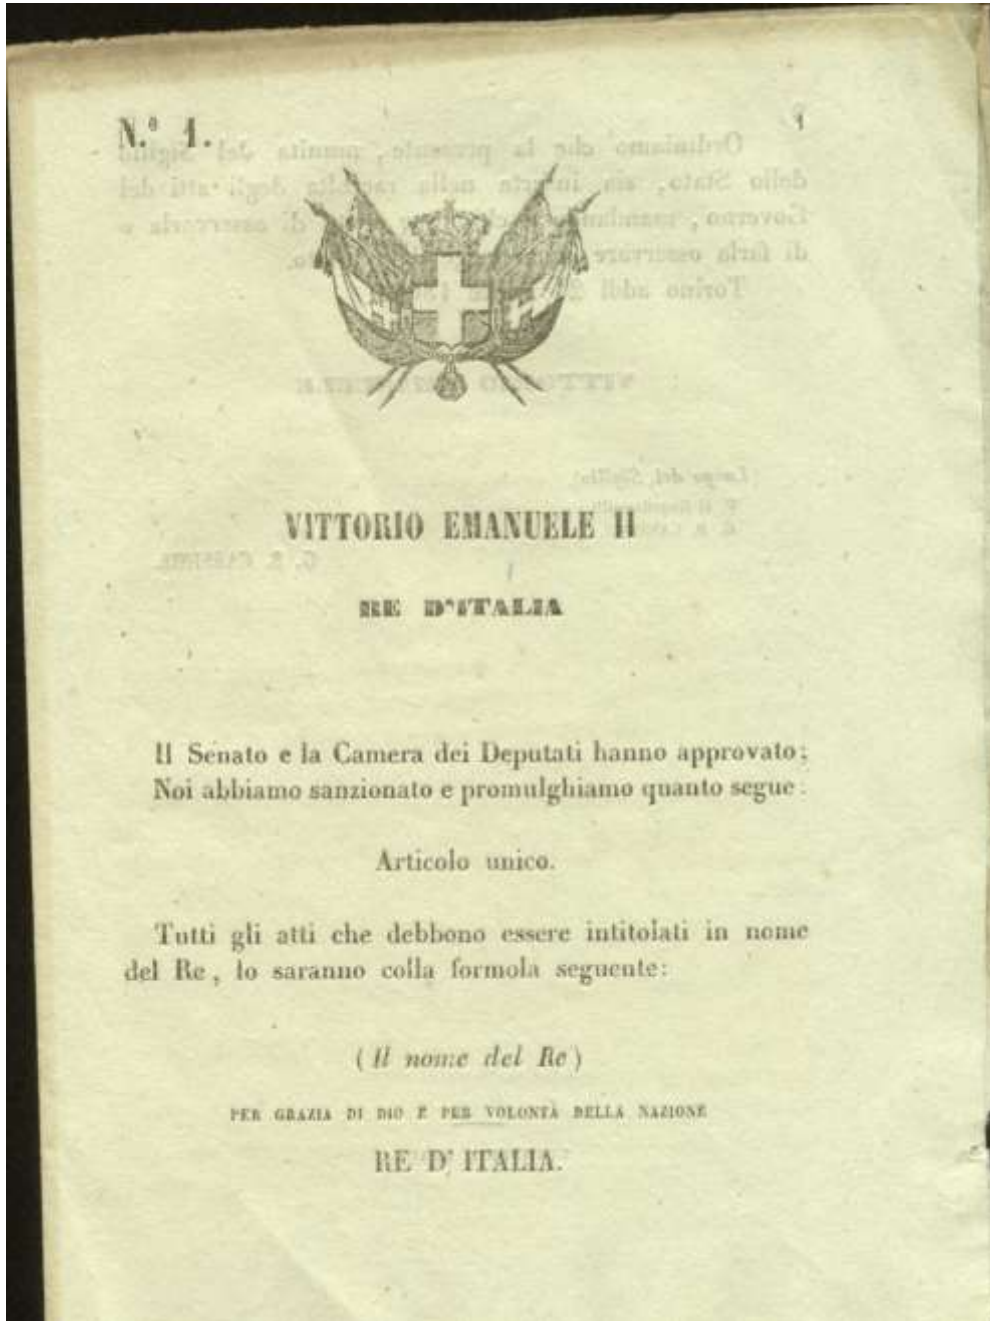 N.º 1.
1
VITTORIO EMANUELE II
RE D'ITALIA
Il Senato e la Camera dei Deputati hanno approvato;
Noi abbiamo sanzionato e promulghiamo quanto segue:
Articolo unico.
Tutti gli atti che debbono essere intitolati in nome
del Re, lo saranno colla formola seguente:
(Il nome del Re)
PER GRAZIA DI DIO E PER VOLONTÀ DELLA NAZIONE
RE D'ITALIA.